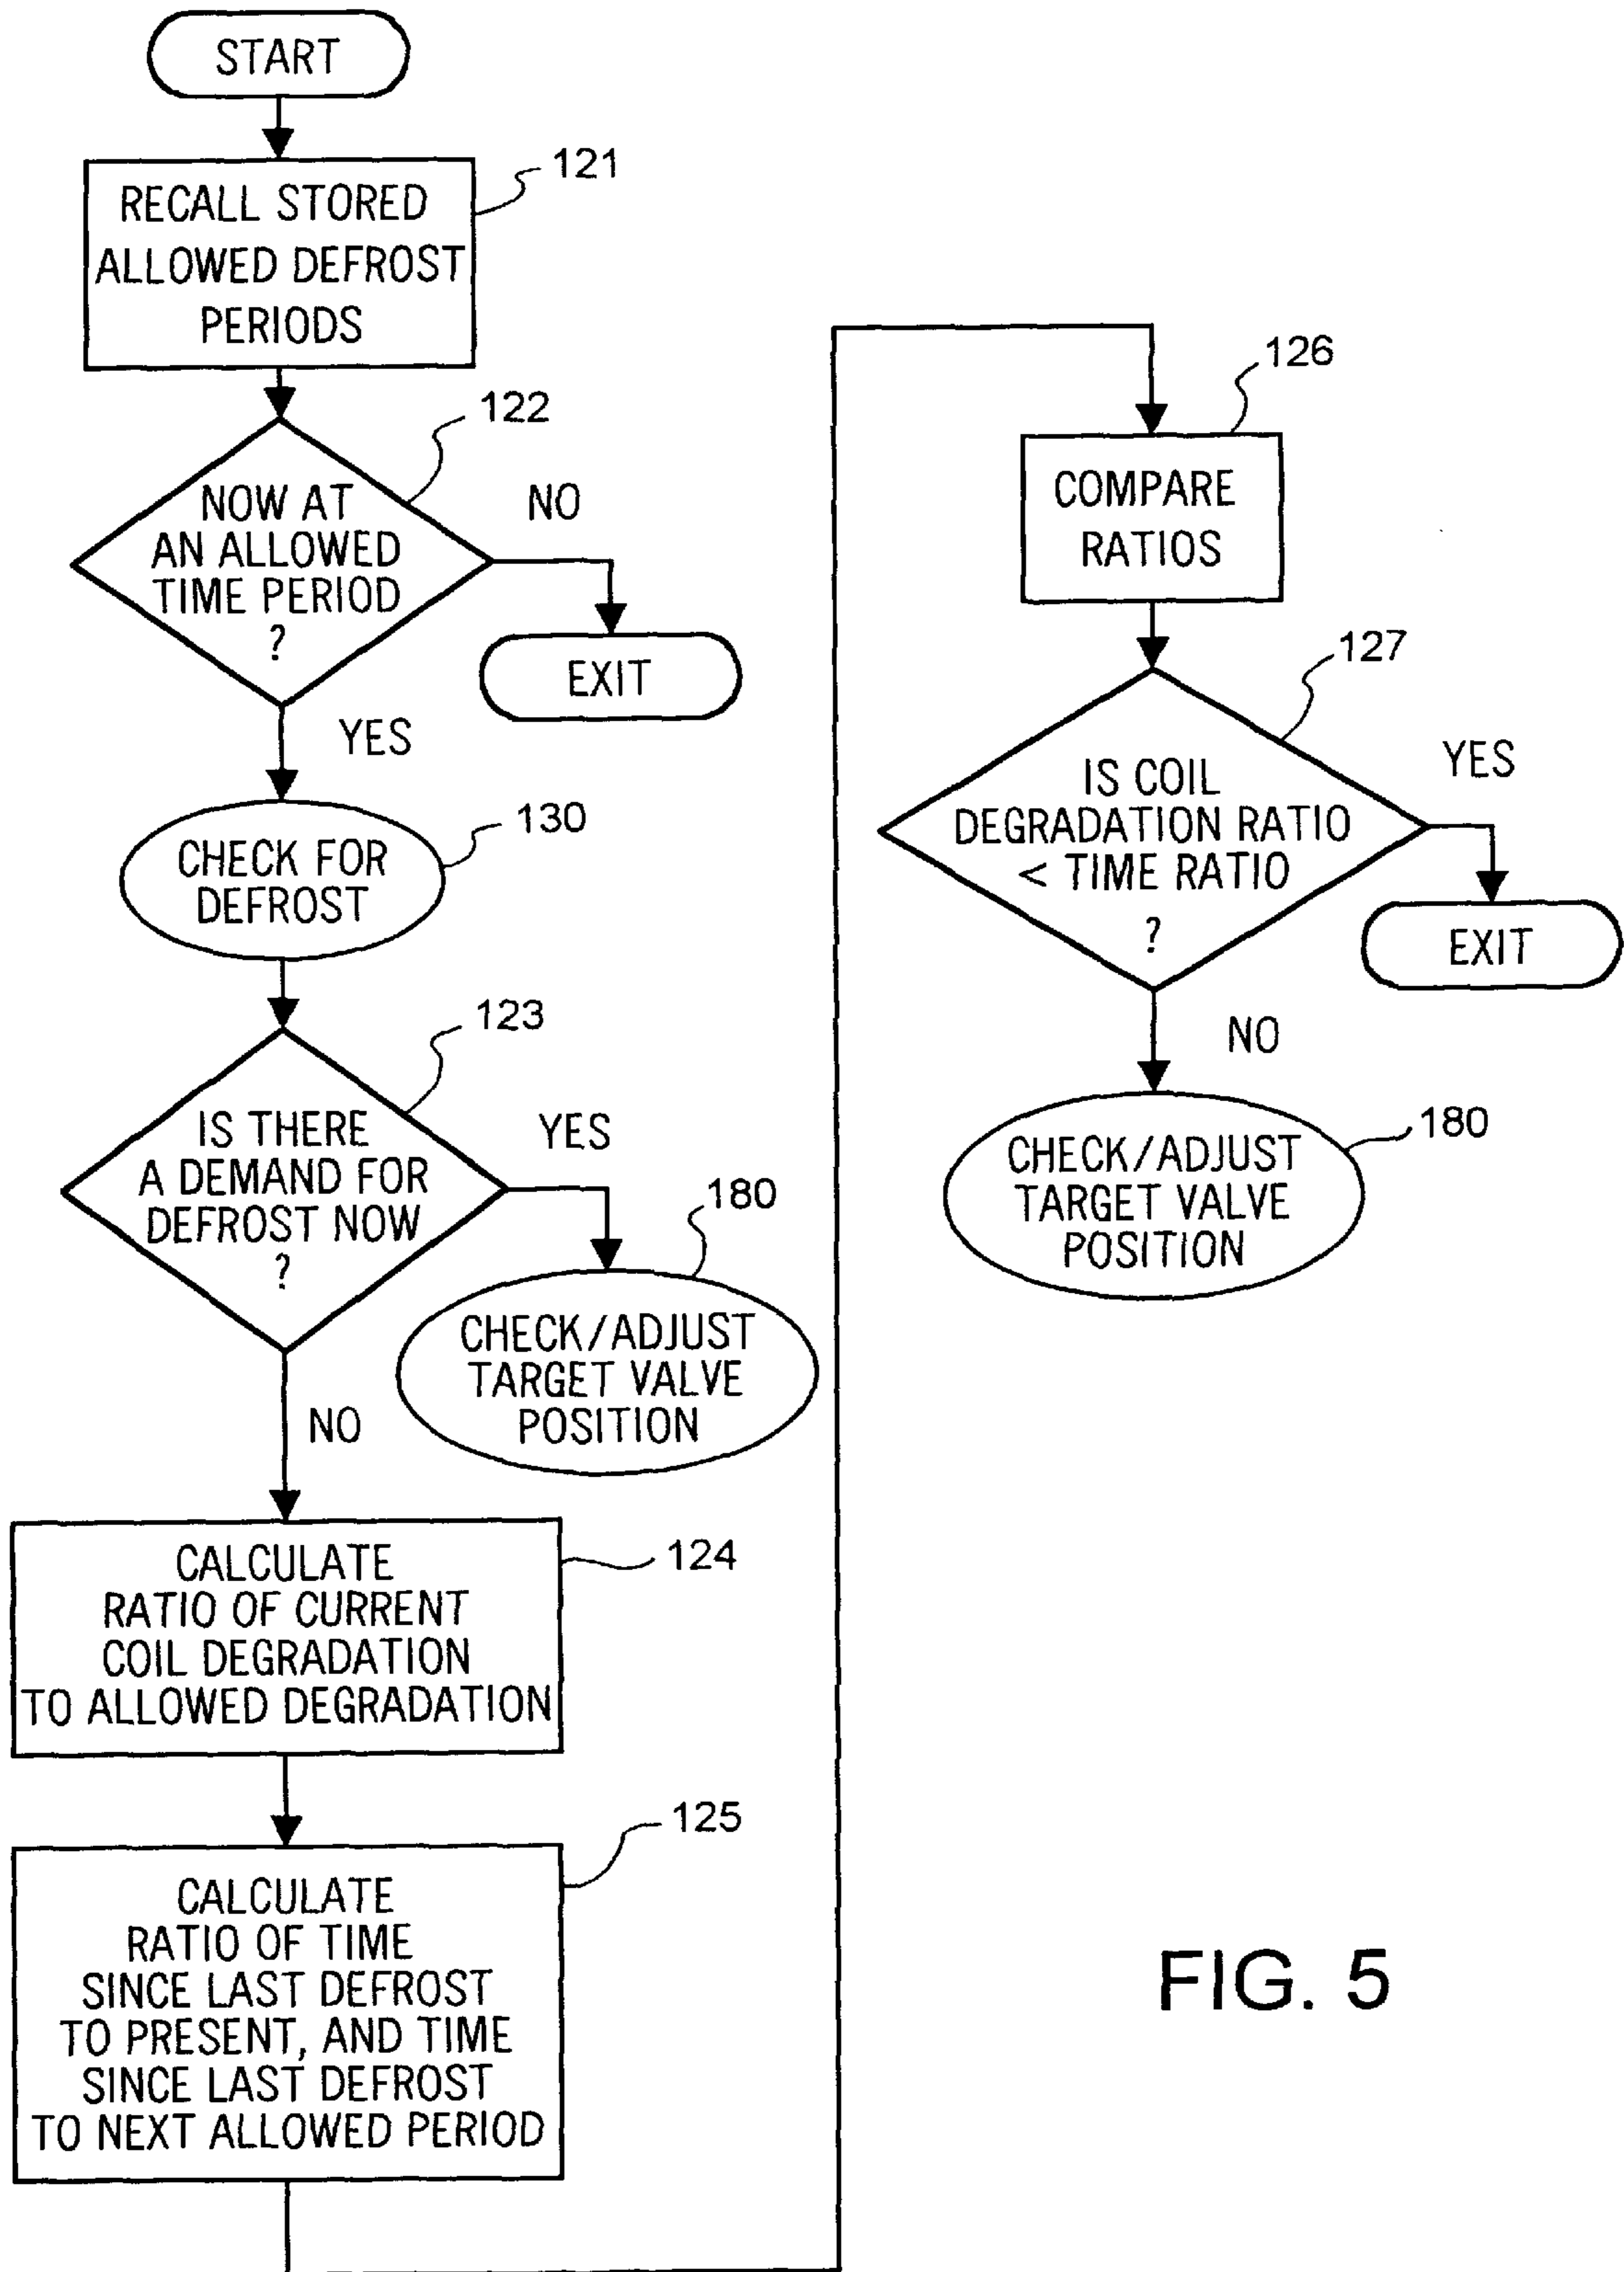 START
121
RECALL STORED
ALLOWED DEFROST
PERIODS
122
NOW AT
AN ALLOWED
TIME PERIOD
?
NO
EXIT
YES
130
CHECK FOR
DEFROST
123
IS THERE
A DEMAND FOR
DEFROST NOW
?
YES
180
CHECK/ADJUST
TARGET VALVE
POSITION
NO
124
CALCULATE
RATIO OF CURRENT
COIL DEGRADATION
TO ALLOWED DEGRADATION
125
CALCULATE
RATIO OF TIME
SINCE LAST DEFROST
TO PRESENT, AND TIME
SINCE LAST DEFROST
TO NEXT ALLOWED PERIOD
126
COMPARE
RATIOS
127
IS COIL
DEGRADATION RATIO
< TIME RATIO
?
YES
EXIT
NO
180
CHECK/ADJUST
TARGET VALVE
POSITION
FIG. 5